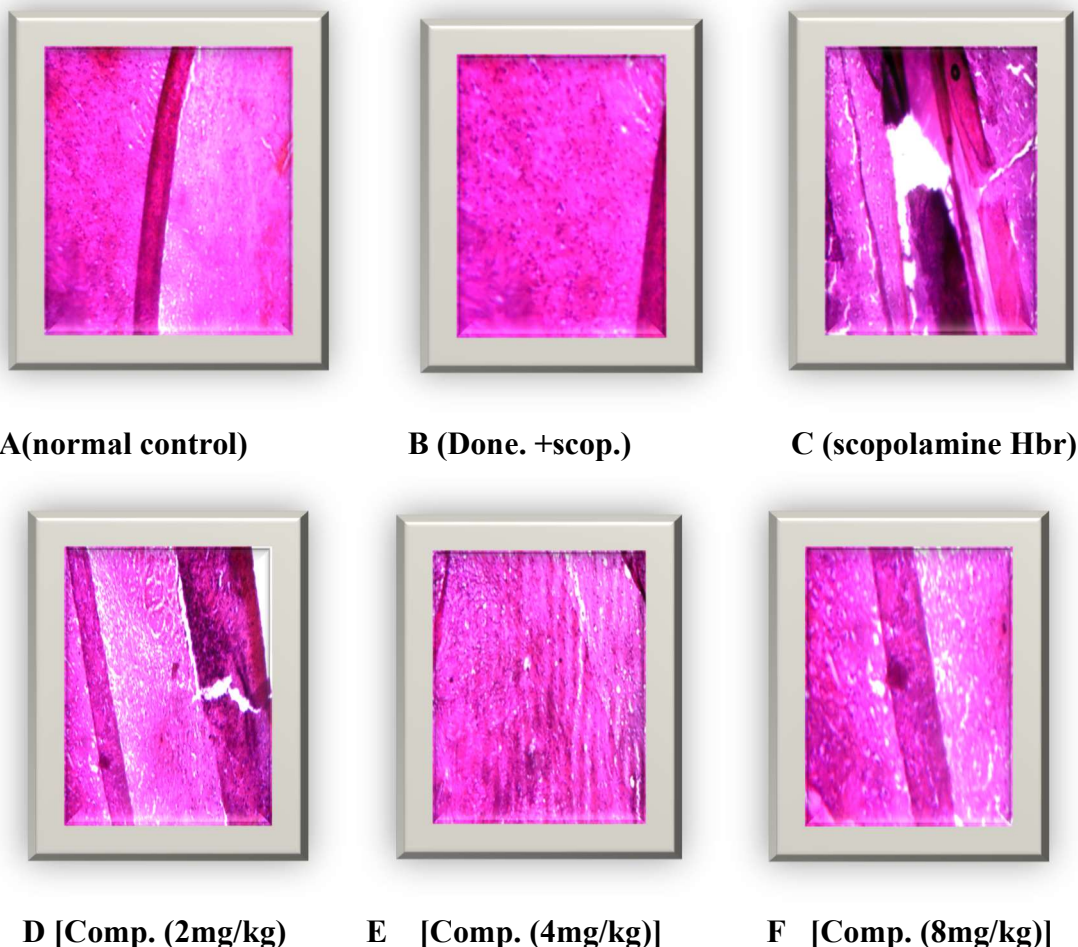 A(normal control) B (Done. +scop.) C (scopolamine Hbr)
D [Comp. (2mg/kg) E [Comp. (4mg/kg)] F [Comp. (8mg/kg)]